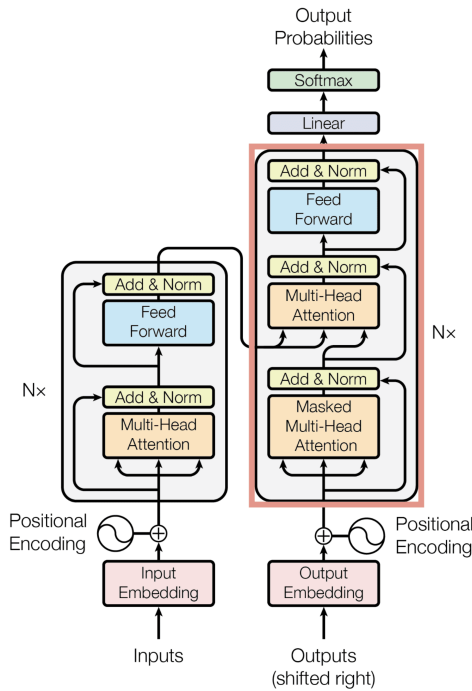 Output
Probabilities
Softmax
Linear
Add & Norm
Feed
Forward
Add & Norm
Multi-Head
Attention
Add & Norm
Masked
Multi-Head
Attention
Nx
Add & Norm
Feed
Forward
Add & Norm
Multi-Head
Attention
Nx
Positional
Encoding
Positional
Encoding
Input
Embedding
Output
Embedding
Inputs
Outputs
(shifted right)